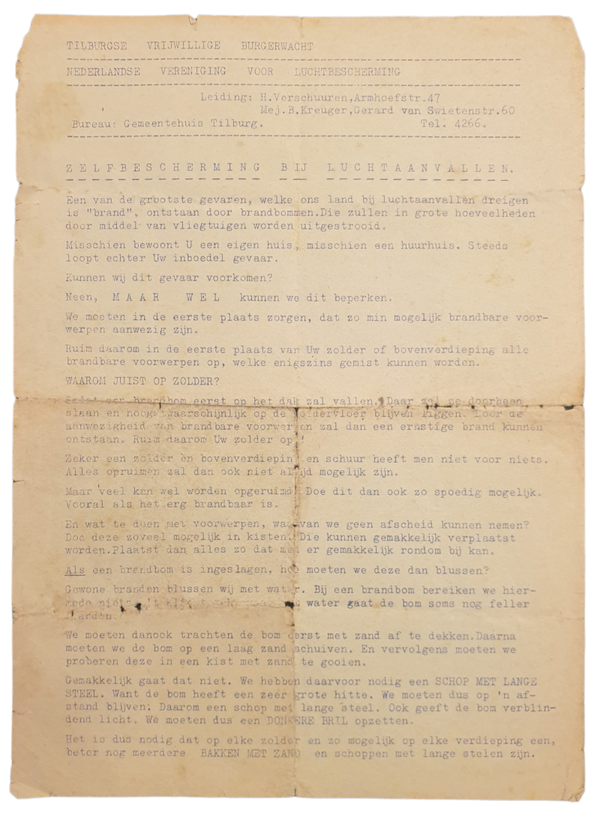 TILBURGSE VRIJWILLIGE BURGERWACHT
NEDERLANDSE VERENIGING VOOR LUCHTBESCHERMING
Leiding: H.Verschuuren,Armhoefstr.47
Mej.B.Kreuger,Gerard van Swietenstr.60
Bureau: Gemeentehuis Tilburg. Tel. 4266.
ZELFBESCHERMING BIJ LUCHTAANVALLEN.
Een van de grootste gevaren, welke ons land bij luchtaanvallen dreigen
is "brand", ontstaan door brandbommen.Die zullen in grote hoeveelheden
door middel van vliegtuigen worden uitgestrooid.
Misschien bewoont U een eigen huis, misschien een huurhuis. Steeds
loopt echter Uw inboedel gevaar.
Kunnen wij dit gevaar voorkomen?
Neen, MAAR WEL kunnen we dit beperken.
We moeten in de eerste plaats zorgen, dat zo min mogelijk brandbare voor-
werpen aanwezig zijn.
Ruim daarom in de eerste plaats van Uw zolder of bovenverdieping alle
brandbare voorwerpen op, welke enigszins gemist kunnen worden.
WAAROM JUIST OP ZOLDER?
een brandbom eerst op het dak zal vallen. Daar zal ze doorheen
slaan en hoogstwaarschijnlijk op de zoldervloer blijven liggen. Door de
aanwezigheid van brandbare voorwerpen zal dan een ernstige brand kunnen
ontstaan. Ruim daarom Uw zolder op!
Zeker een zolder en bovenverdieping en schuur heeft men niet voor niets.
Alles opruimen zal dan ook niet altijd mogelijk zijn.
Maar veel kan wel worden opgeruimd! Doe dit dan ook zo spoedig mogelijk.
Vooral als het erg brandbaar is.
En wat te doen met voorwerpen, waarvan we geen afscheid kunnen nemen?
Doe deze zoveel mogelijk in kisten. Die kunnen gemakkelijk verplaatst
worden.Plaatst dan alles zo dat men er gemakkelijk rondom bij kan.
Als een brandbom is ingeslagen, hoe moeten we deze dan blussen?
Gewone branden blussen wij met water. Bij een brandbom bereiken we hier-
mede niets. water gaat de bom soms nog feller
branden.
We moeten danook trachten de bom eerst met zand af te dekken.Daarna
moeten we de bom op een laag zand schuiven. En vervolgens moeten we
proberen deze in een kist met zand te gooien.
Gemakkelijk gaat dat niet. We hebben daarvoor nodig een SCHOP MET LANGE
STEEL. Want de bom heeft een zeer grote hitte. We moeten dus op 'n af-
stand blijven: Daarom een schop met lange steel. Ook geeft de bom verblin-
dend licht. We moeten dus een DONKERE BRIL opzetten.
Het is dus nodig dat op elke zolder en zo mogelijk op elke verdieping een,
beter nog meerdere BAKKEN MET ZAND en schoppen met lange stelen zijn.